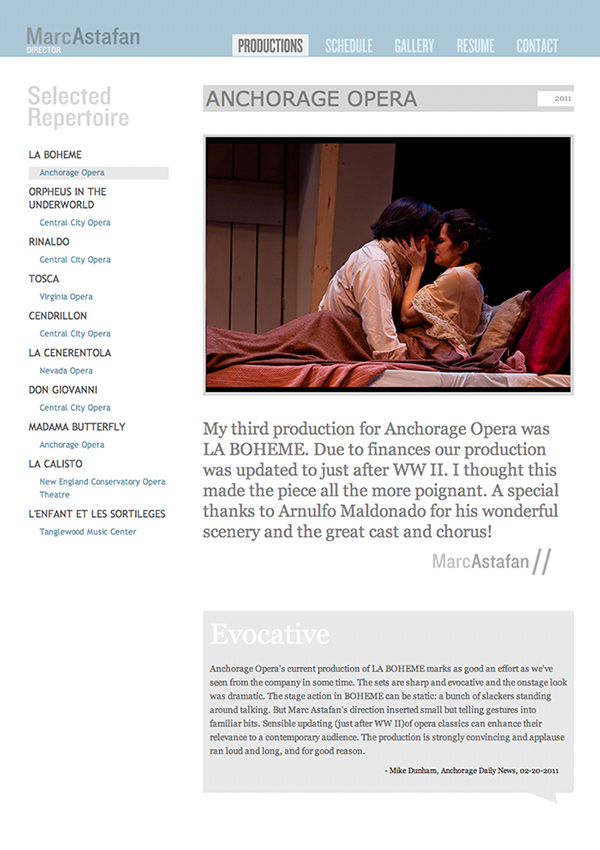 MarcAstafan
DIRECTOR
PRODUCTIONS SCHEDULE GALLERY RESUME CONTACT
Selected
Repertoire
LA BOHEME
Anchorage Opera
ORPHEUS IN THE
UNDERWORLD
Central City Opera
RINALDO
Central City Opera
TOSCA
Virginia Opera
CENDRILLON
Central City Opera
LA CENERENTOLA
Nevada Opera
DON GIOVANNI
Central City Opera
MADAMA BUTTERFLY
Anchorage Opera
LA CALISTO
New England Conservatory Opera
Theatre
L'ENFANT ET LES SORTILEGES
Tanglewood Music Center
ANCHORAGE OPERA 2011
My third production for Anchorage Opera was
LA BOHEME. Due to finances our production
was updated to just after WW II. I thought this
made the piece all the more poignant. A special
thanks to Arnulfo Maldonado for his wonderful
scenery and the great cast and chorus!
MarcAstafan//
Evocative
Anchorage Opera's current production of LA BOHEME marks as good an effort as we've
seen from the company in some time. The sets are sharp and evocative and the onstage look
was dramatic. The stage action in BOHEME can be static: a bunch of slackers standing
around talking. But Marc Astafan's direction inserted small but telling gestures into
familiar bits. Sensible updating (just after WW II)of opera classics can enhance their
relevance to a contemporary audience. The production is strongly convincing and applause
ran loud and long, and for good reason.
- Mike Dunham, Anchorage Daily News, 02-20-2011